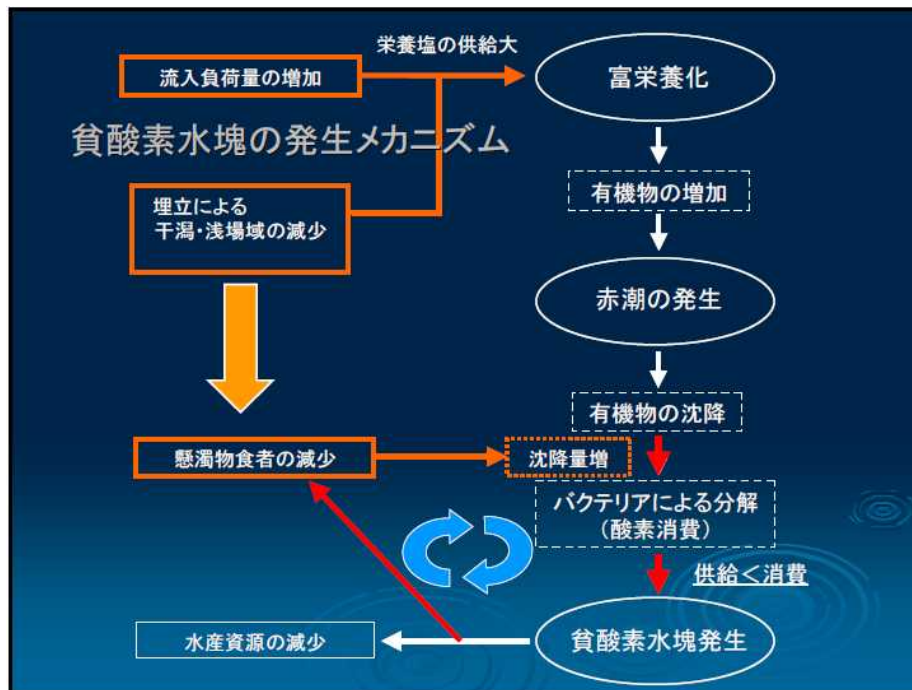 栄養塩の供給大
流入負荷量の増加
富栄養化
貧酸素水塊の発生メカニズム
有機物の増加
埋立による
干潟・浅場域の減少
赤潮の発生
有機物の沈降
懸濁物食者の減少
沈降量増
バクテリアによる分解
(酸素消費)
供給<消費
水産資源の減少
貧酸素水塊発生